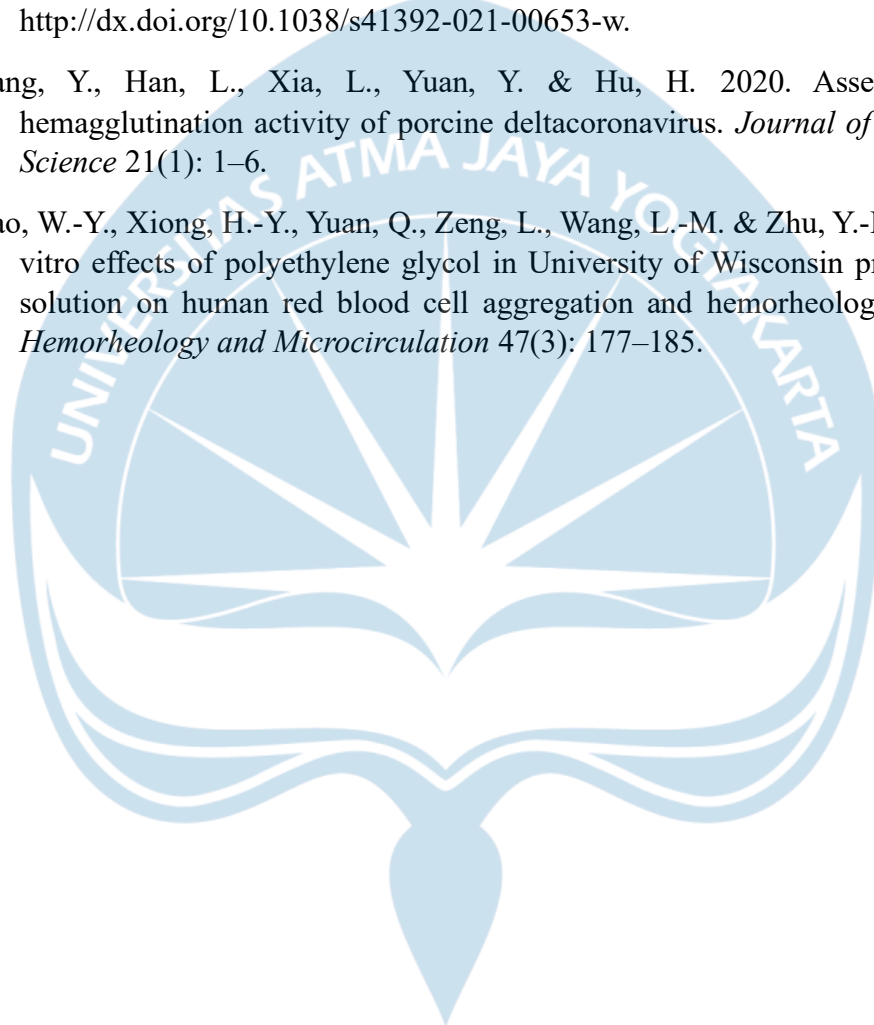 http://dx.doi.org/10.1038/s41392-021-00653-w.
ang, Y., Han, L., Xia, L., Yuan, Y. & Hu, H. 2020. Asse
hemagglutination activity of porcine deltacoronavirus. Journal of
Science 21(1): 1–6.
ao, W.-Y., Xiong, H.-Y., Yuan, Q., Zeng, L., Wang, L.-M. & Zhu, Y.-
vitro effects of polyethylene glycol in University of Wisconsin pr
solution on human red blood cell aggregation and hemorheolog
Hemorheology and Microcirculation 47(3): 177–185.
UNIVERSITAS ATMA JAYA YOGYAKARTA